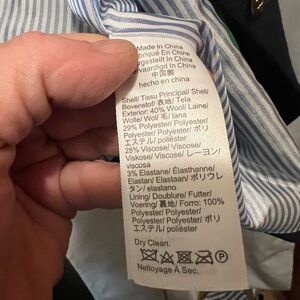 Made In China
Fabriqué En Chine
Hergestellt In China
Vervaardigd In China
中国製
hecho en china
Shell/ Tissu Principal/ Shell/
Bovenstof/ 表地/ Tela
Exterior: 40% Wool/ Laine/
Wolle/ Wol/ 毛/ lana
29% Polyester/ Polyester/
Polyester/ Polyester/ ポリ
エステル/ poliéster
28% Viscose/ Viscose/
Viskose/ Viscose/ レーヨン/
viscosa
3% Elastane/ Élasthanne/
Elastan/ Elastaan/ ポリウレ
タン/ elastano
Lining/ Doublure/ Futter/
Voering/ 裏地/ Forro: 100%
Polyester/ Polyester/
Polyester/ Polyester/ ポリ
エステル/ poliéster
Dry Clean.
Nettoyage À Sec.